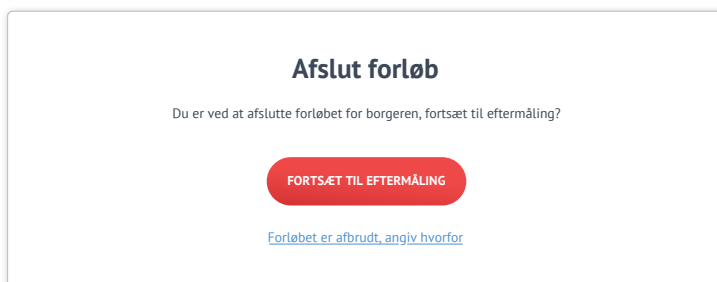 Afslut forløb
Du er ved at afslutte forløbet for borgeren, fortsæt til eftermåling?
FORTSÆT TIL EFTERMÅLING
Forløbet er afbrudt, angiv hvorfor